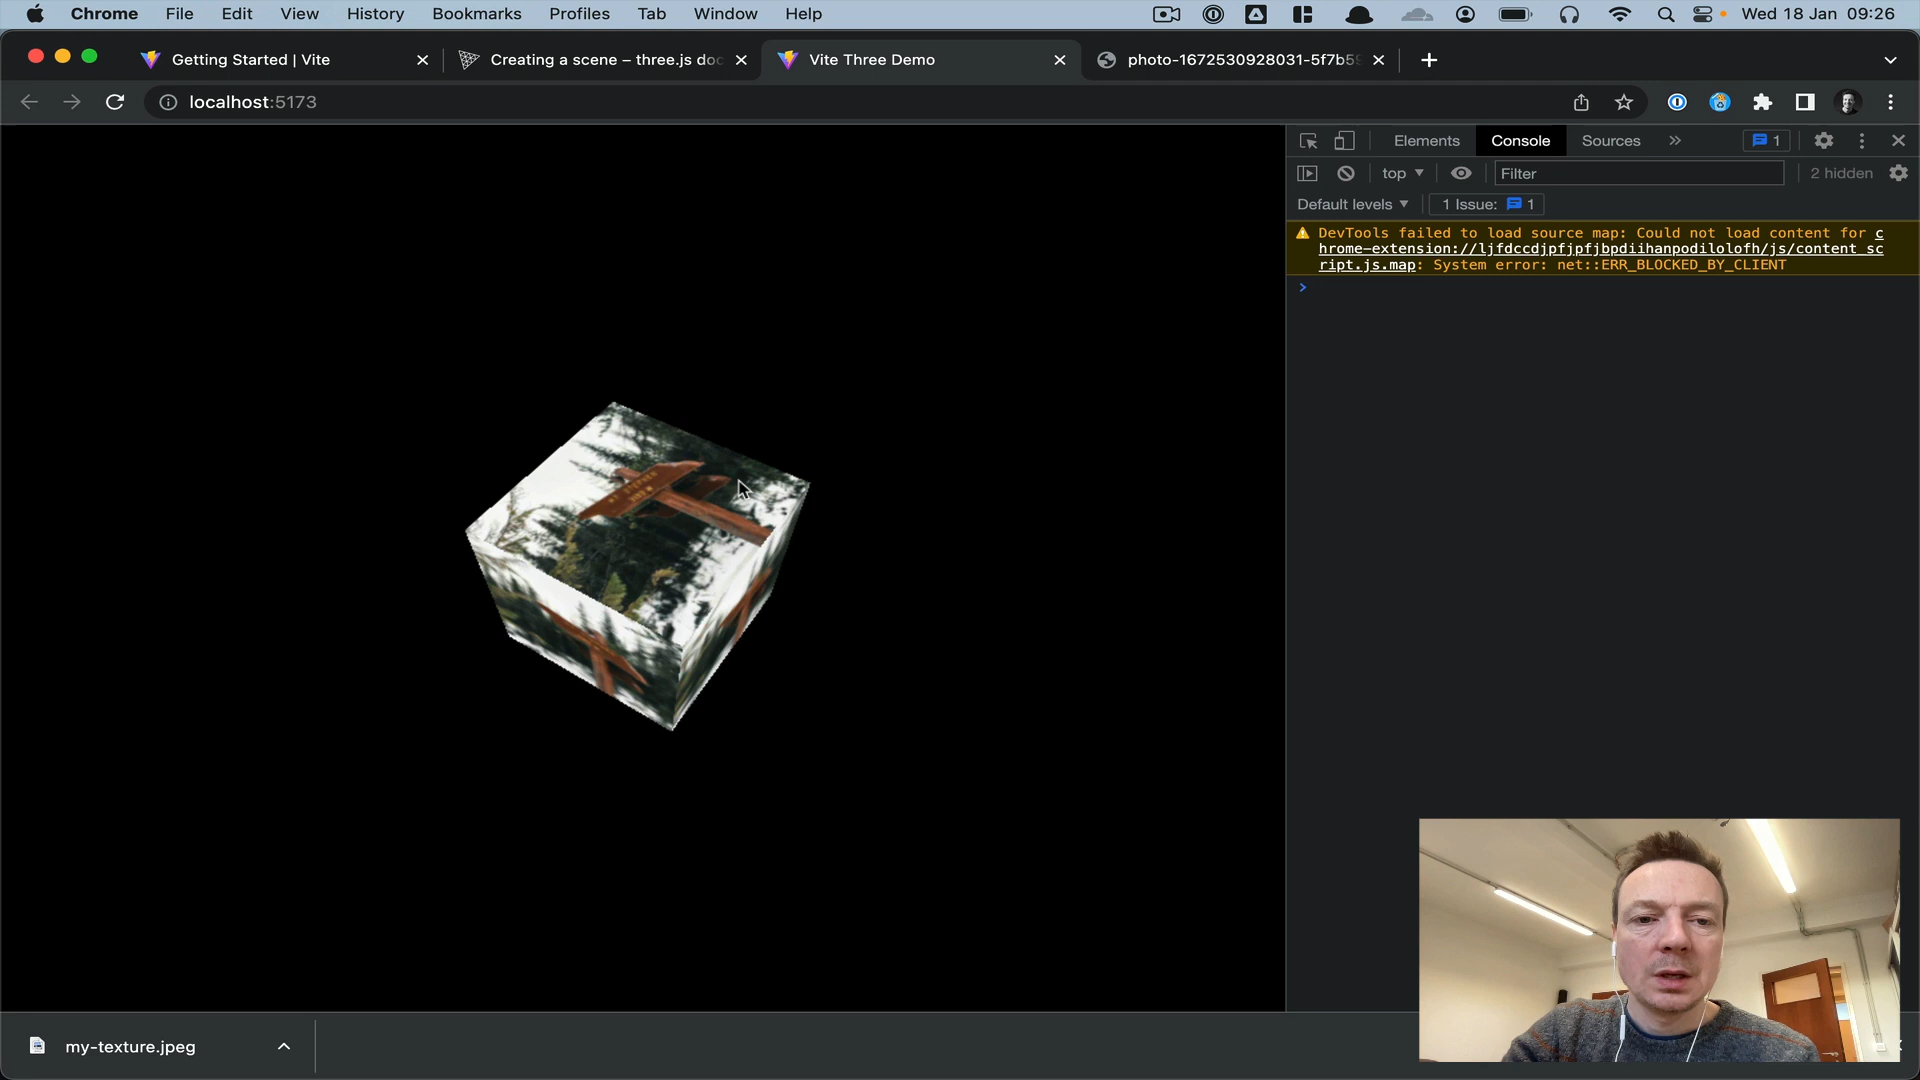 Chrome File Edit View History Bookmarks Profiles Tab Window Help
Wed 18 Jan 09:26
Getting Started | Vite
Creating a scene – three.js doc
Vite Three Demo
photo-1672530928031-5f7b59
localhost:5173
Elements Console Sources 1
top Filter 2 hidden
Default levels 1 Issue: 1
DevTools failed to load source map: Could not load content for c
hrome-extension://ljfdccdjpfjpfjbpdiihanpodilolofh/js/content_sc
ript.js.map: System error: net::ERR_BLOCKED_BY_CLIENT
MT STEPHEN
my-texture.jpeg